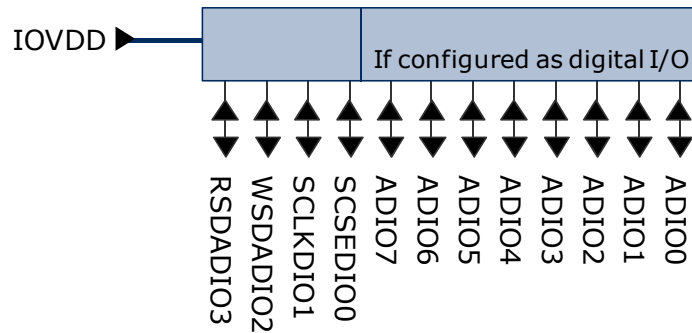 IOVDD
If configured as digital I/O
RSDADIO3
WSDADIO2
SCLKDIO1
SCSEDIO0
ADIO7
ADIO6
ADIO5
ADIO4
ADIO3
ADIO2
ADIO1
ADIO0